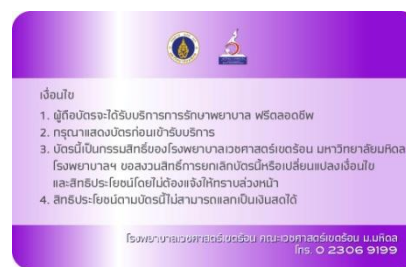 เงื่อนไข
1. ผู้ถือบัตรจะได้รับบริการการรักษาพยาบาล ฟรีตลอดชีพ
2. กรุณาแสดงบัตรก่อนเข้ารับบริการ
3. บัตรนี้เป็นกรรมสิทธิ์ของโรงพยาบาลเวชศาสตร์เขตร้อน มหาวิทยาลัยมหิดล
โรงพยาบาลฯ ขอสงวนสิทธิ์การยกเลิกบัตรนี้หรือเปลี่ยนแปลงเงื่อนไข
และสิทธิประโยชน์โดยไม่ต้องแจ้งให้ทราบล่วงหน้า
4. สิทธิประโยชน์ตามบัตรนี้ไม่สามารถแลกเป็นเงินสดได้
โรงพยาบาลเวชศาสตร์เขตร้อน คณะเวชศาสตร์เขตร้อน ม.มหิดล
โทร. 0 2306 9199